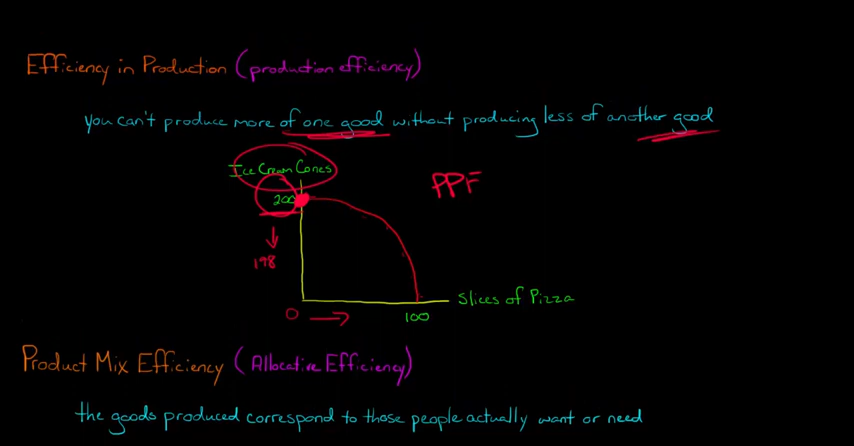 Efficiency in Production (production efficiency)
you can't produce more of one good without producing less of another good
Ice Cream Cones
PPF
200
198
Slices of Pizza
0
100
Product Mix Efficiency (Allocative Efficiency)
the goods produced correspond to those people actually want or need